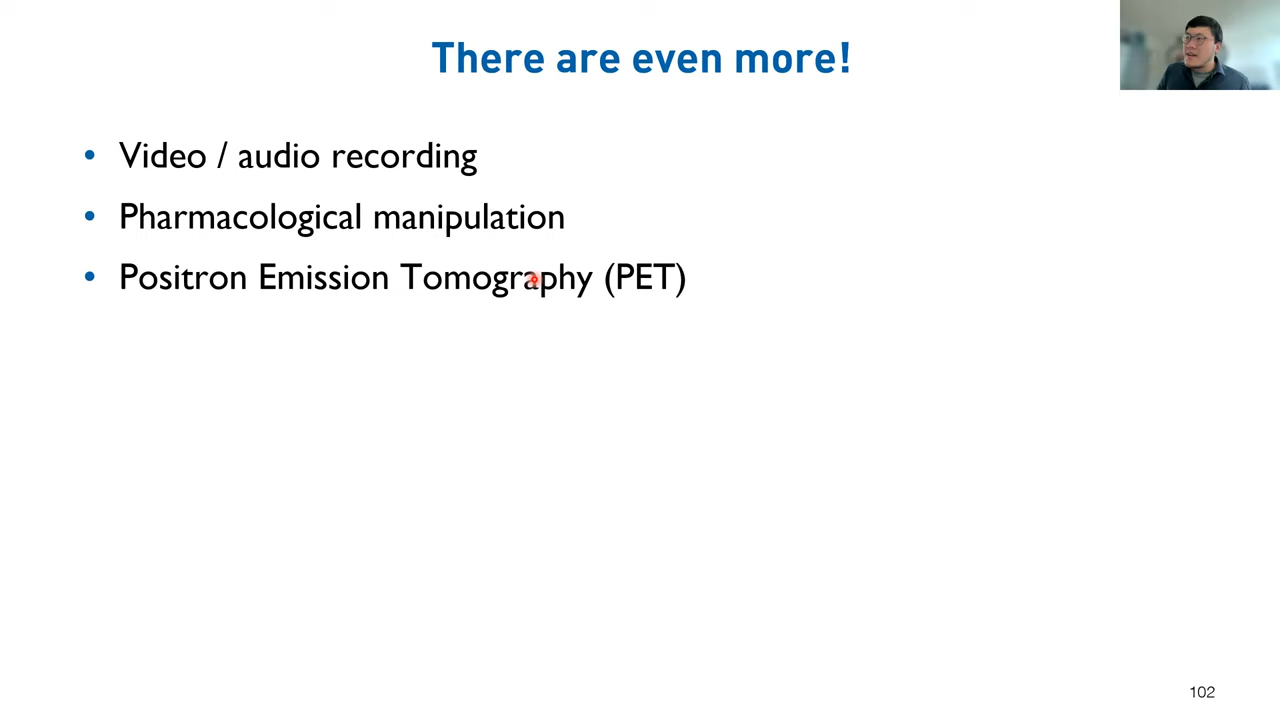 There are even more!
• Video / audio recording
• Pharmacological manipulation
• Positron Emission Tomography (PET)
102